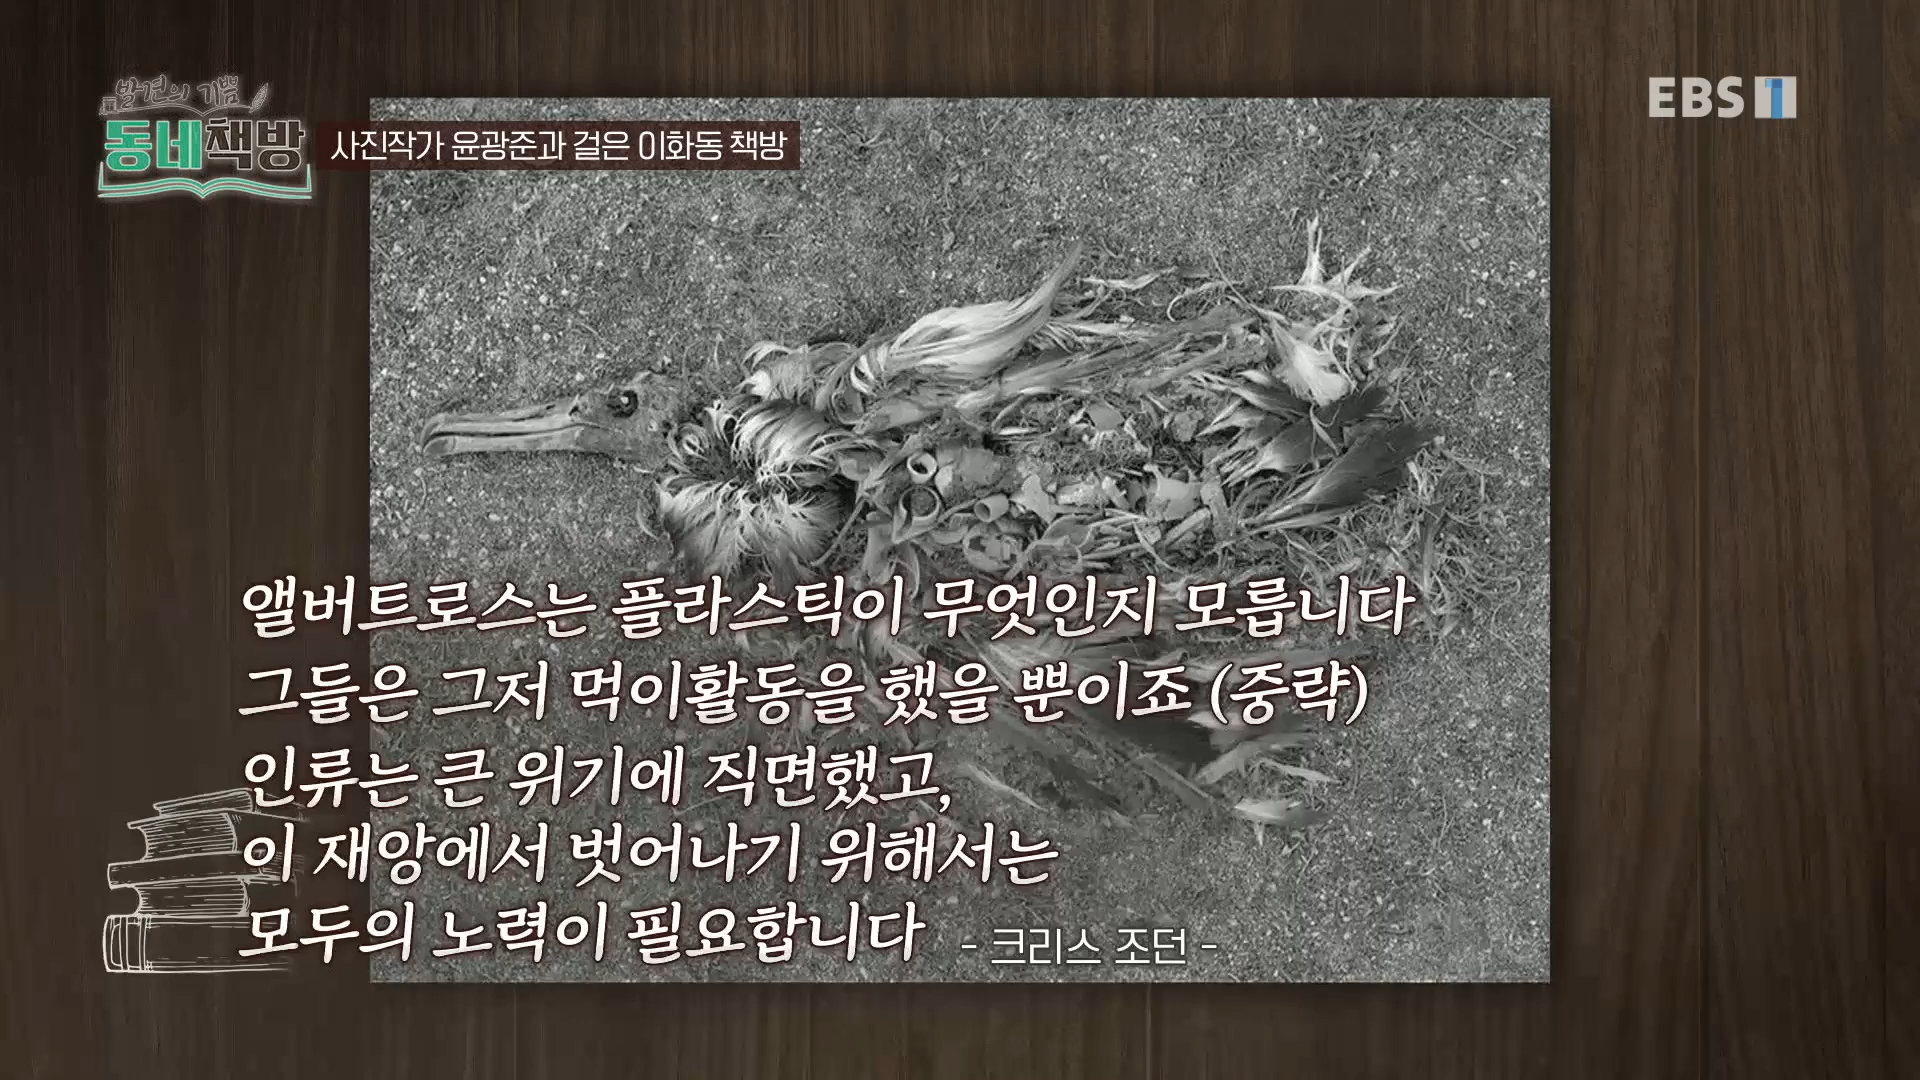 발견의 기쁨
동네책방
사진작가 윤광준과 걸은 이화동 책방
EBS 1
앨버트로스는 플라스틱이 무엇인지 모릅니다
그들은 그저 먹이활동을 했을 뿐이죠 (중략)
인류는 큰 위기에 직면했고,
이 재앙에서 벗어나기 위해서는
모두의 노력이 필요합니다
- 크리스 조던 -